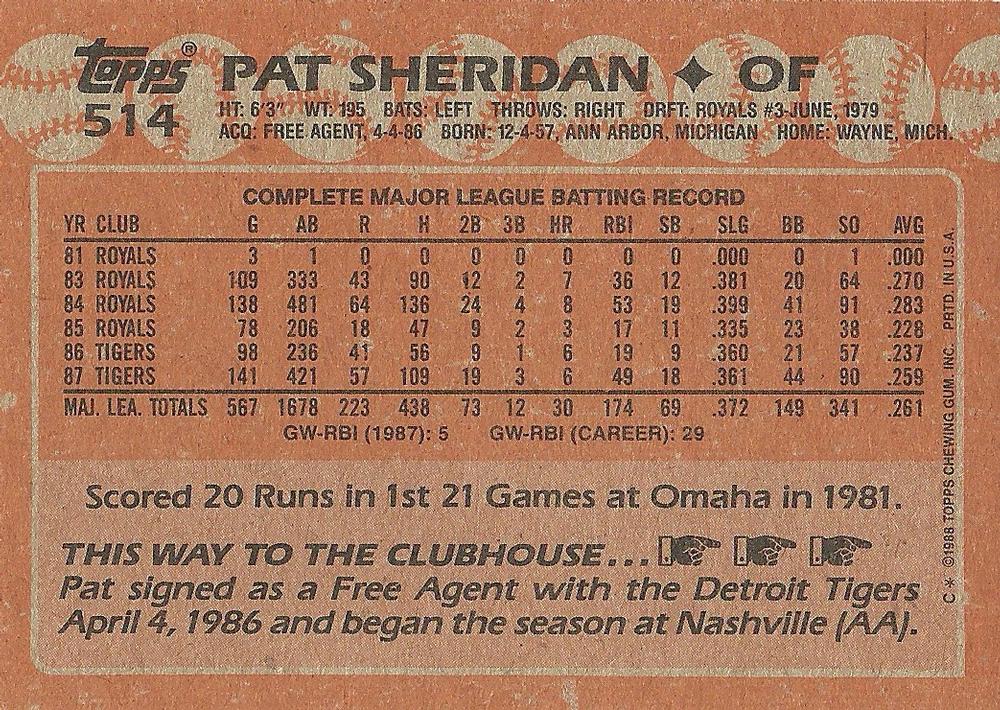 Topps® PAT SHERIDAN ✦ OF
514 HT: 6'3" WT: 195 BATS: LEFT THROWS: RIGHT DRFT: ROYALS #3-JUNE, 1979
ACQ: FREE AGENT, 4-4-86 BORN: 12-4-57, ANN ARBOR, MICHIGAN HOME: WAYNE, MICH.
COMPLETE MAJOR LEAGUE BATTING RECORD
YR CLUB G AB R H 2B 3B HR RBI SB SLG BB SO AVG
81 ROYALS 3 1 0 0 0 0 0 0 0 .000 0 1 .000
83 ROYALS 109 333 43 90 12 2 7 36 12 .381 20 64 .270
84 ROYALS 138 481 64 136 24 4 8 53 19 .399 41 91 .283
85 ROYALS 78 206 18 47 9 2 3 17 11 .335 23 38 .228
86 TIGERS 98 236 41 56 9 1 6 19 9 .360 21 57 .237
87 TIGERS 141 421 57 109 19 3 6 49 18 .361 44 90 .259
MAJ. LEA. TOTALS 567 1678 223 438 73 12 30 174 69 .372 149 341 .261
GW-RBI (1987): 5 GW-RBI (CAREER): 29
Scored 20 Runs in 1st 21 Games at Omaha in 1981.
THIS WAY TO THE CLUBHOUSE...
Pat signed as a Free Agent with the Detroit Tigers
April 4, 1986 and began the season at Nashville (AA).
C * ©1988 TOPPS CHEWING GUM, INC. PRTD. IN U.S.A.